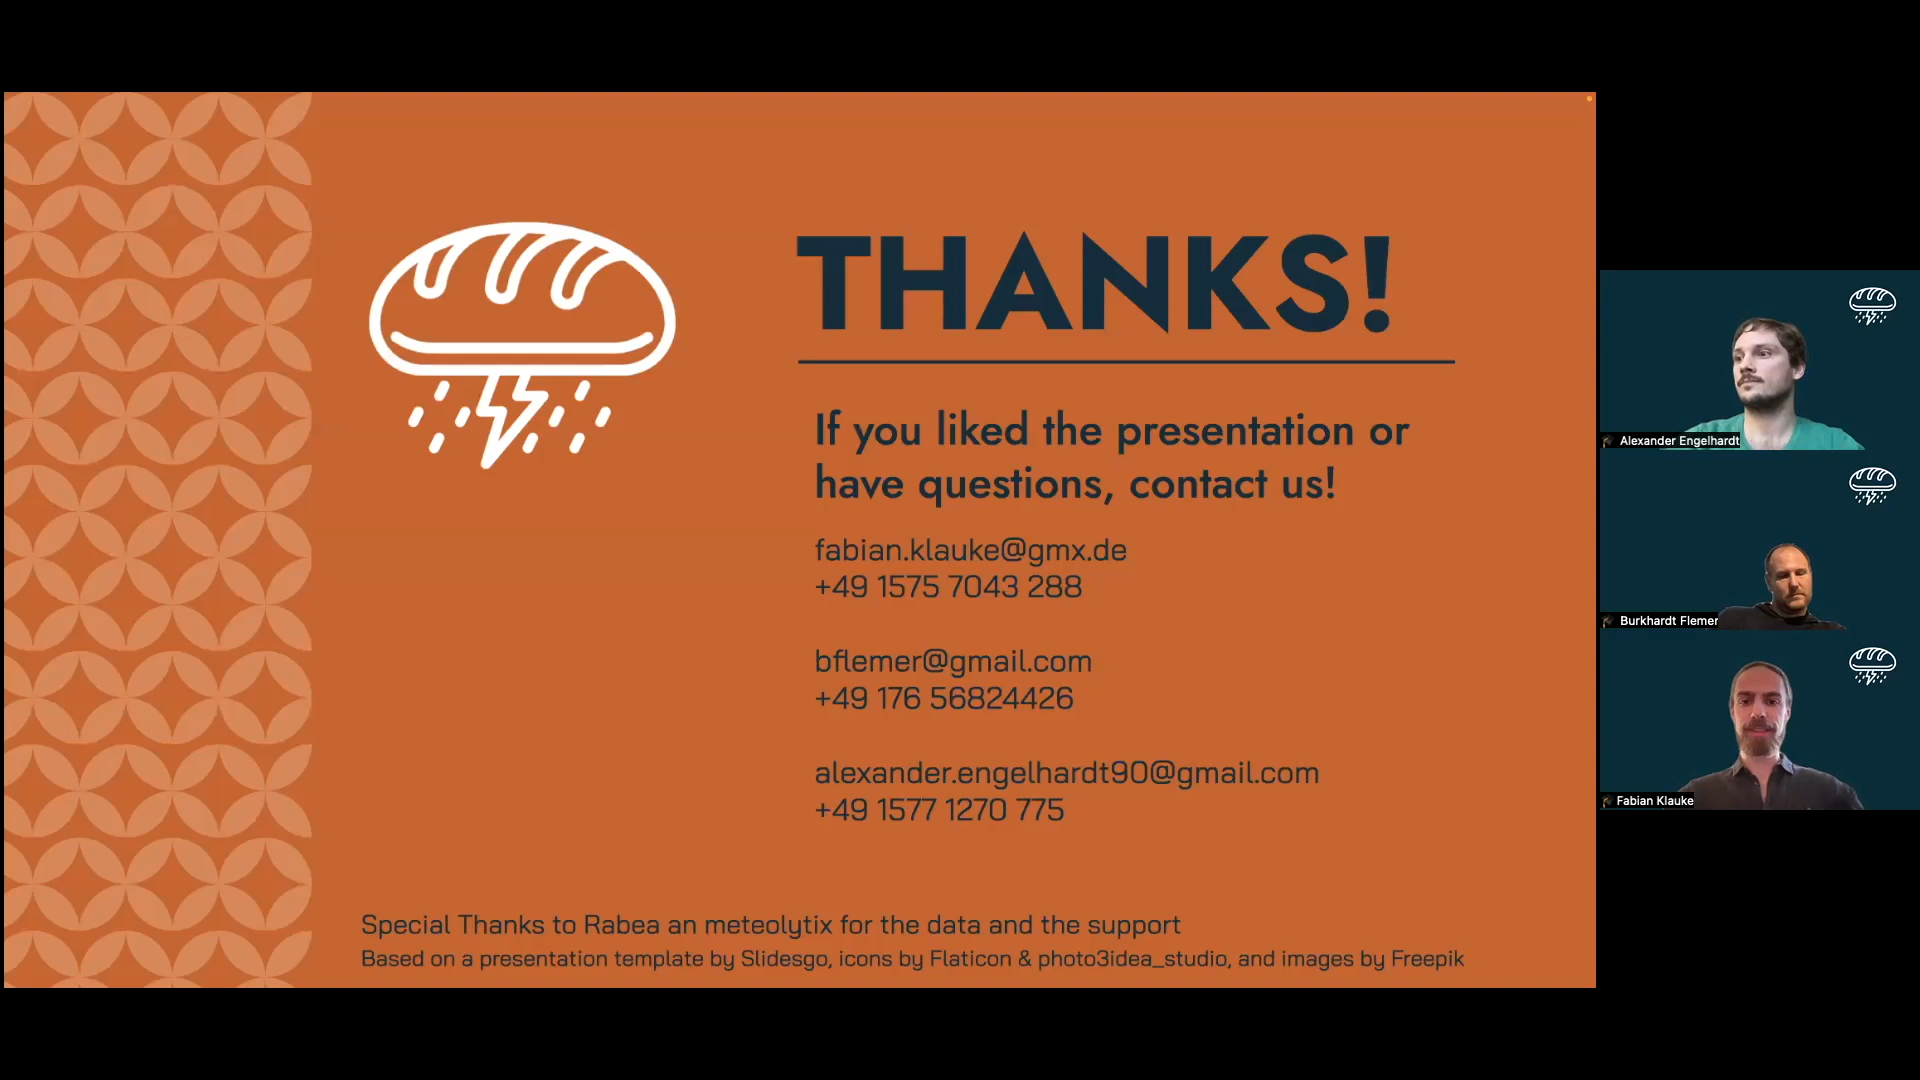 THANKS!
If you liked the presentation or
have questions, contact us!
fabian.klauke@gmx.de
+49 1575 7043 288
bflemer@gmail.com
+49 176 56824426
alexander.engelhardt90@gmail.com
+49 1577 1270 775
Special Thanks to Rabea an meteolytix for the data and the support
Based on a presentation template by Slidesgo, icons by Flaticon & photo3idea_studio, and images by Freepik
Alexander Engelhardt
Burkhardt Flemer
Fabian Klauke